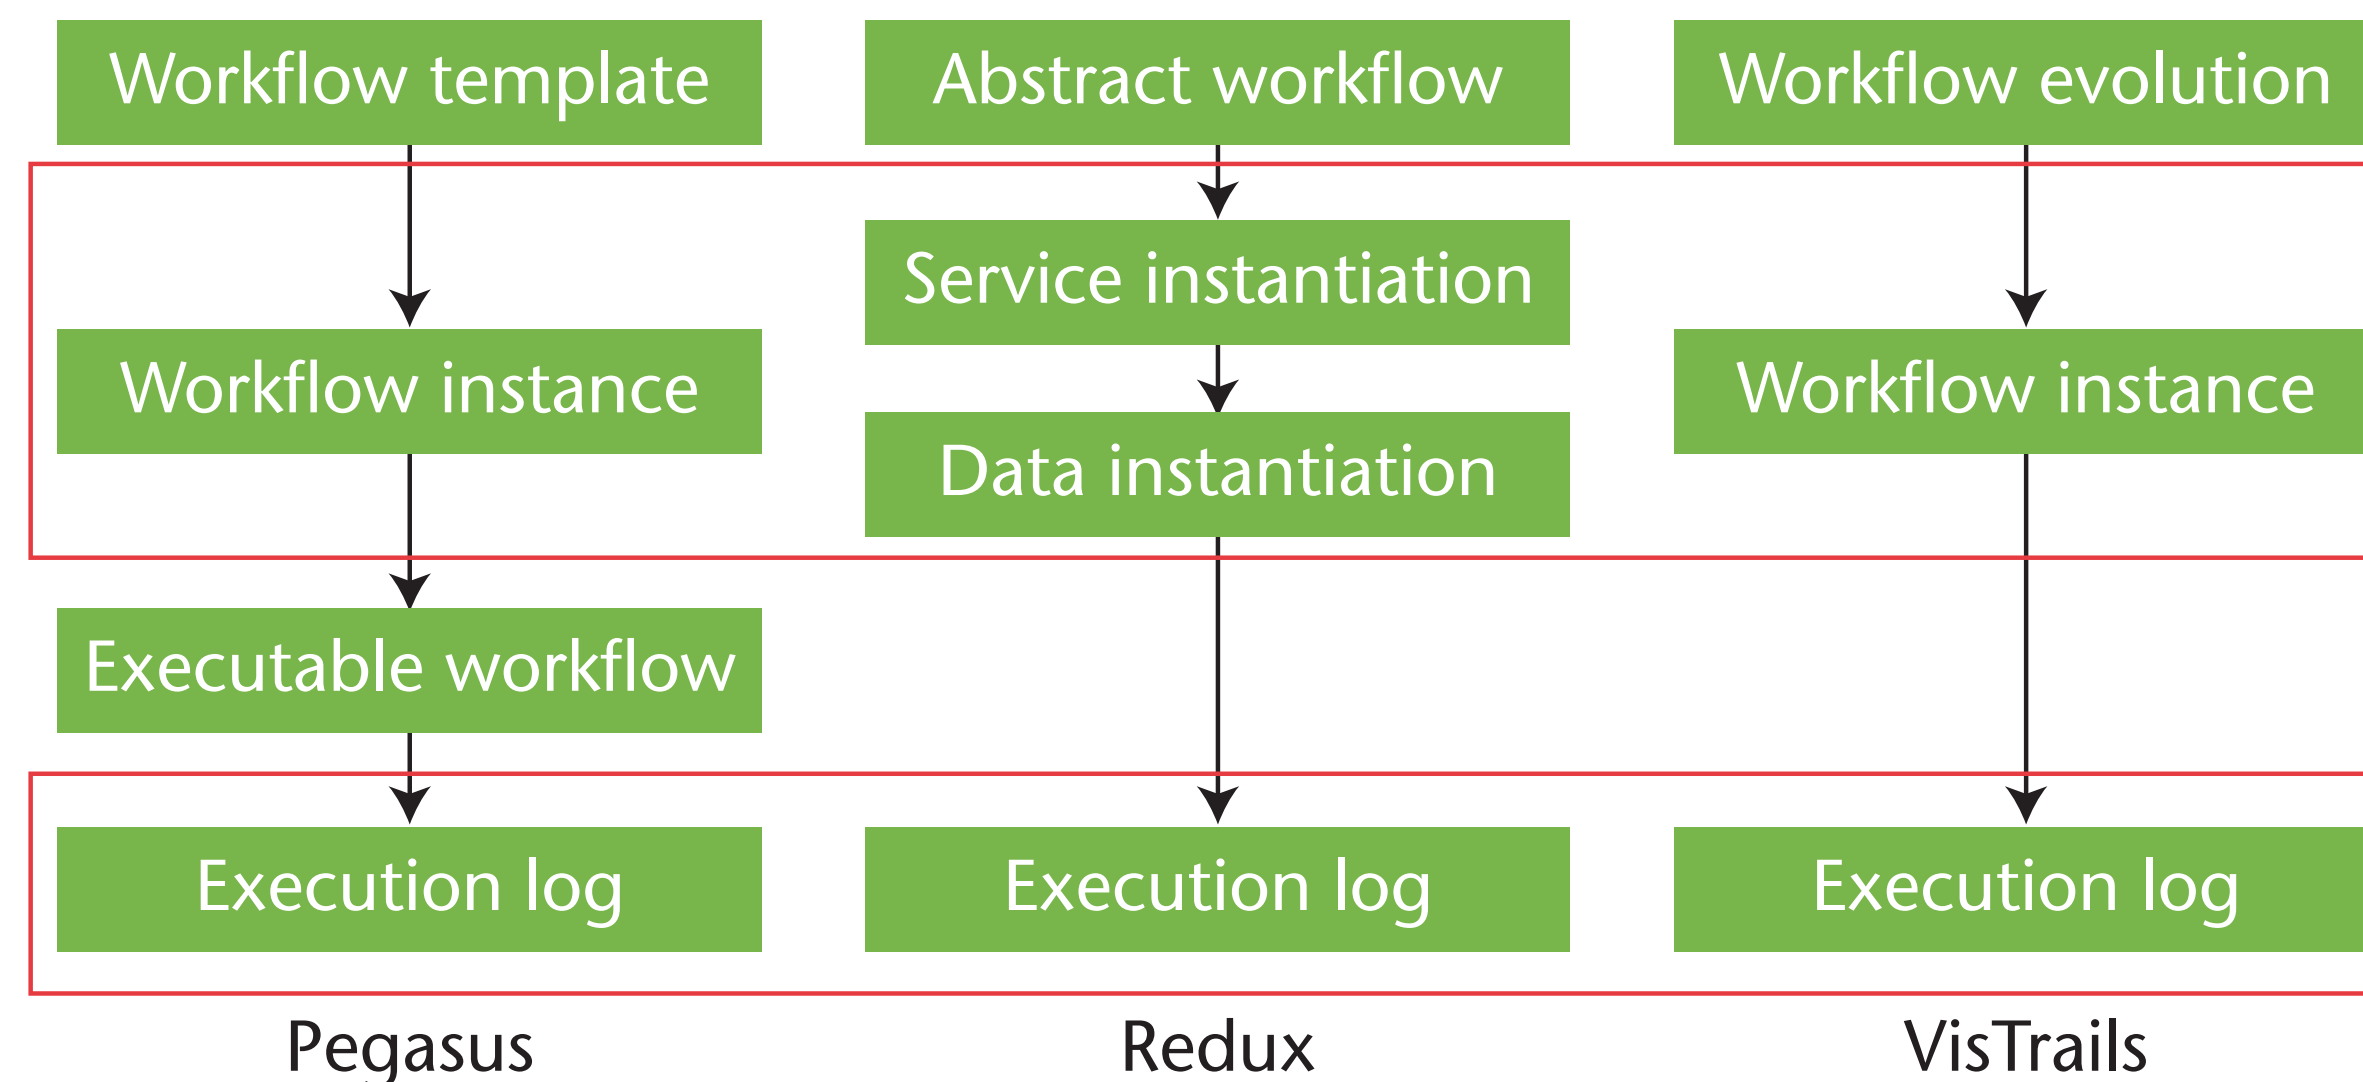 Workflow template
Abstract workflow
Workflow evolution
Service instantiation
Workflow instance
Workflow instance
Data instantiation
Executable workflow
Execution log
Execution log
Execution log
Pegasus
Redux
VisTrails